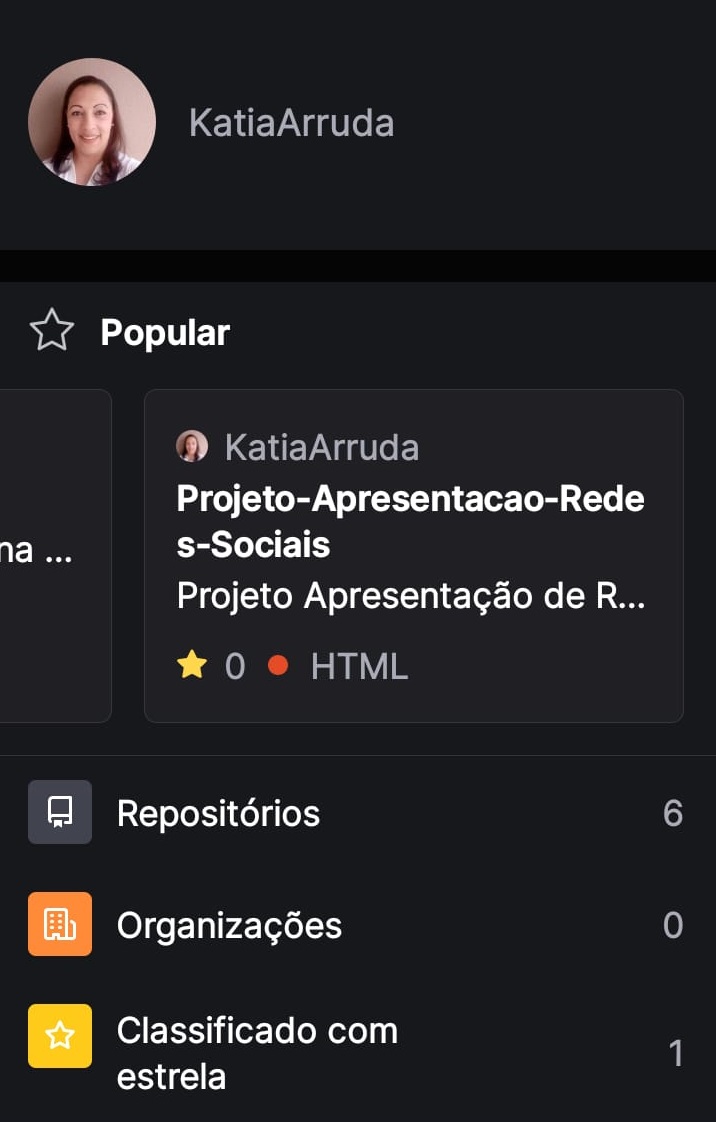 KatiaArruda
Popular
na ...
KatiaArruda
Projeto-Apresentacao-Rede
s-Sociais
Projeto Apresentação de R...
0 HTML
Repositórios 6
Organizações 0
Classificado com
estrela 1